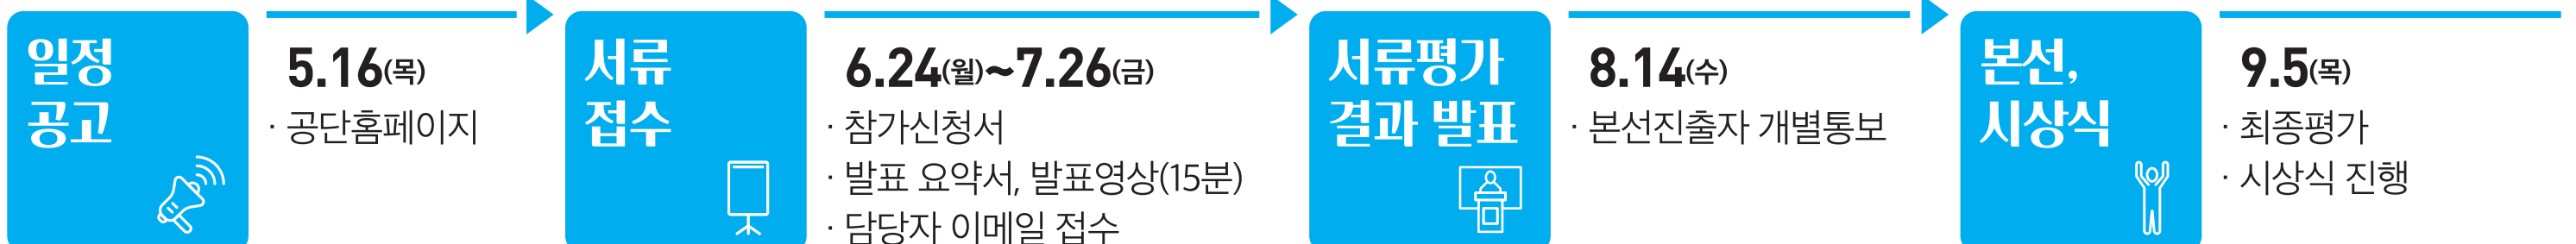 일정
공고
5.16(목)
· 공단홈페이지
서류
접수
6.24(월)~7.26(금)
· 참가신청서
· 발표 요약서, 발표영상(15분)
· 담당자 이메일 접수
서류평가
결과 발표
8.14(수)
· 본선진출자 개별통보
본선,
시상식
9.5(목)
· 최종평가
· 시상식 진행